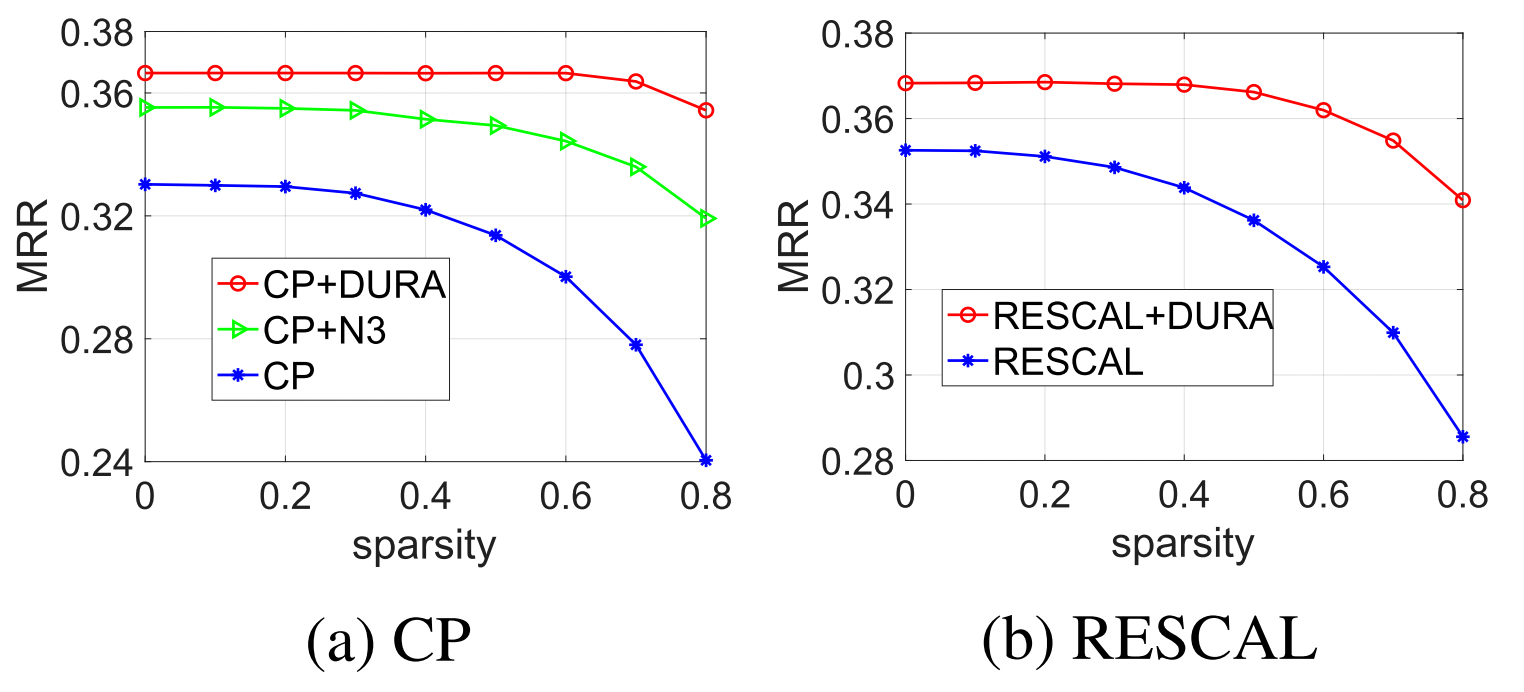 0.38
0.36
0.32
0.28
0.24
MRR
CP+DURA
CP+N3
CP
0 0.2 0.4 0.6 0.8
sparsity
(a) CP
0.38
0.36
0.34
0.32
0.3
0.28
MRR
RESCAL+DURA
RESCAL
0 0.2 0.4 0.6 0.8
sparsity
(b) RESCAL